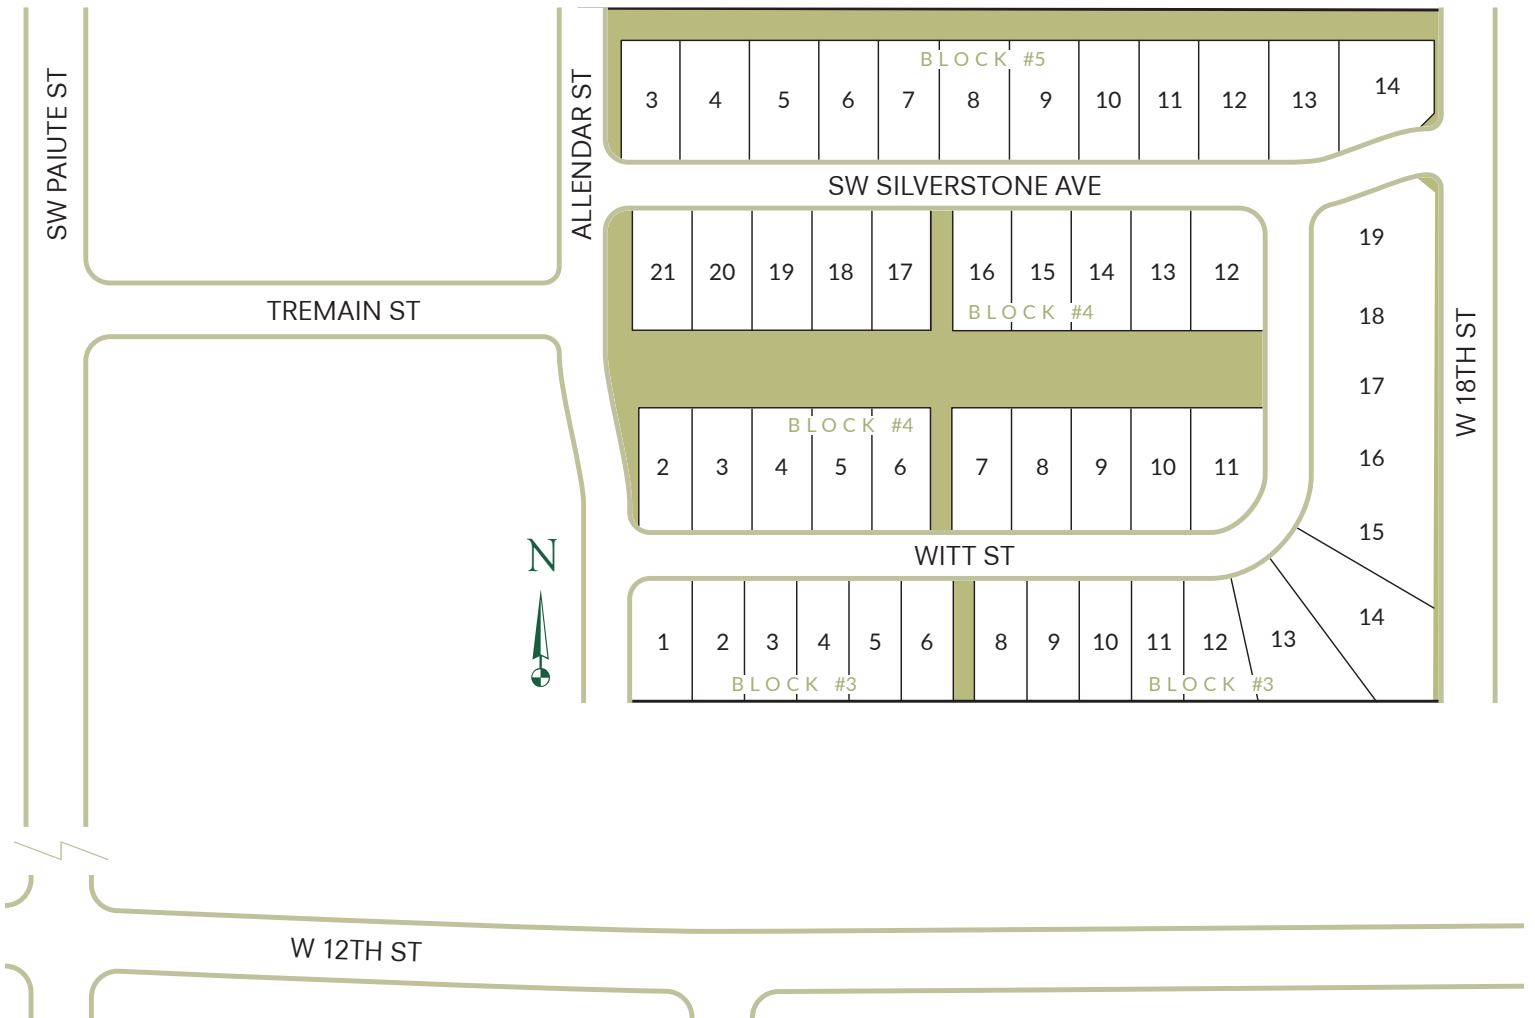 BLOCK #5
3 4 5 6 7 8 9 10 11 12 13 14
SW PAIUTE ST
ALLENDAR ST
SW SILVERSTONE AVE
21 20 19 18 17 16 15 14 13 12
BLOCK #4
TREMAIN ST
19
18
17
16
15
14
W 18TH ST
BLOCK #4
2 3 4 5 6 7 8 9 10 11
N
WITT ST
1 2 3 4 5 6 8 9 10 11 12 13
BLOCK #3 BLOCK #3
W 12TH ST